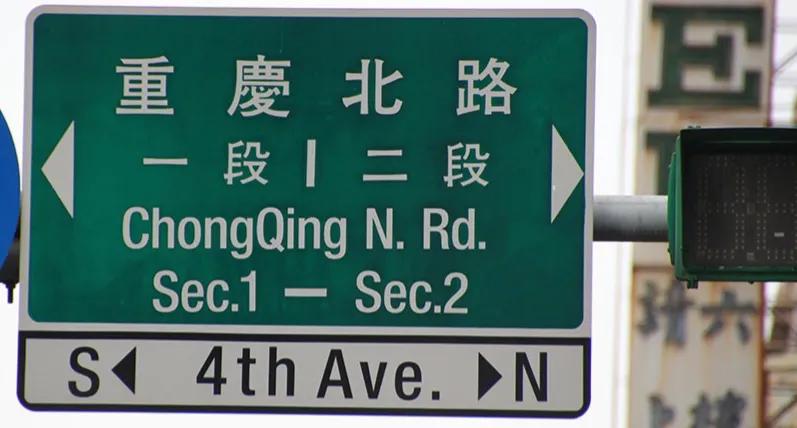 重慶北路
一段 | 二段
ChongQing N. Rd.
Sec.1 — Sec.2
S◀ 4th Ave. ▶N
E